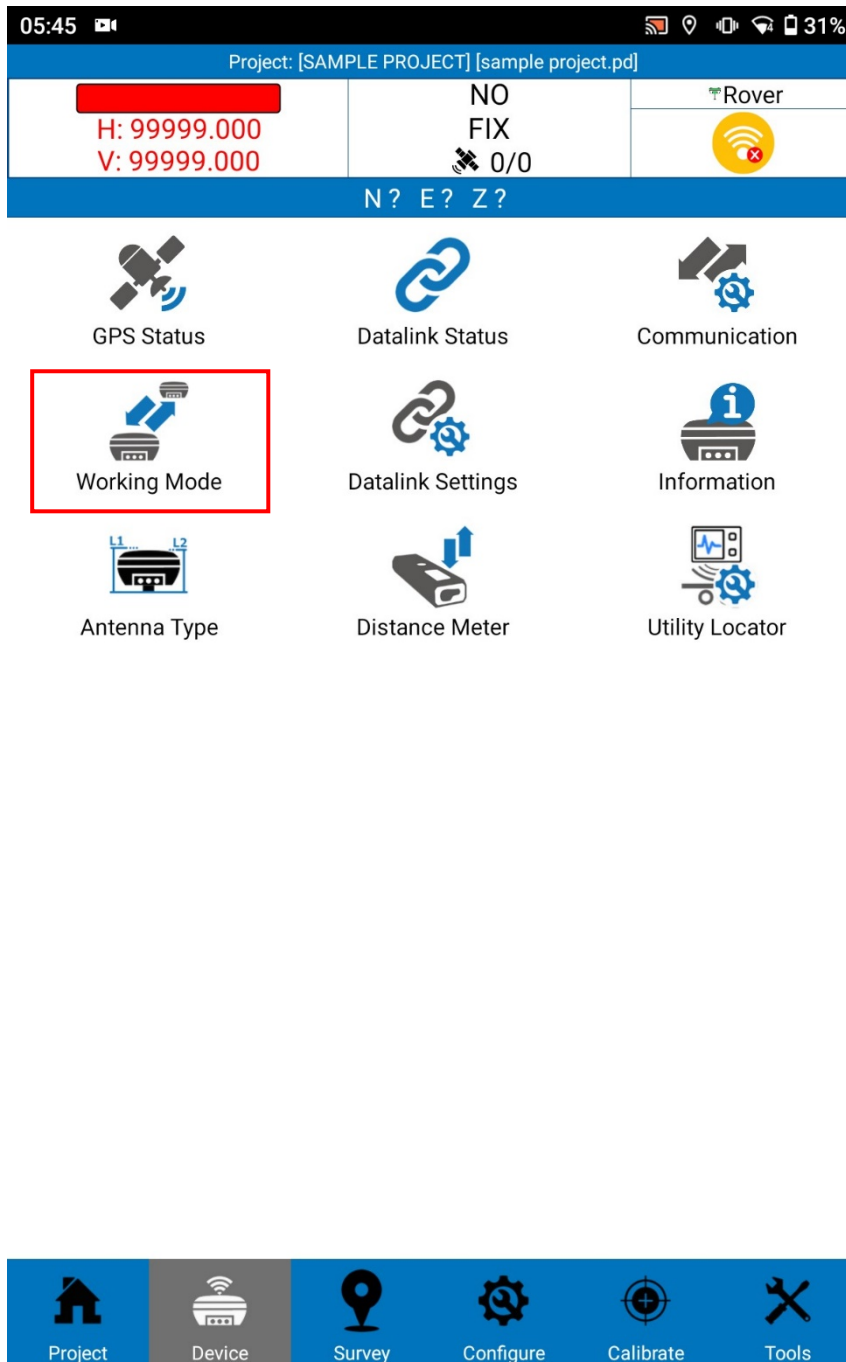 05:45 31%
Project: [SAMPLE PROJECT] [sample project.pd]
H: 99999.000
V: 99999.000
NO
FIX
0/0
Rover
N? E? Z?
GPS Status Datalink Status Communication
Working Mode Datalink Settings Information
L1 L2
Antenna Type Distance Meter Utility Locator
Project Device Survey Configure Calibrate Tools